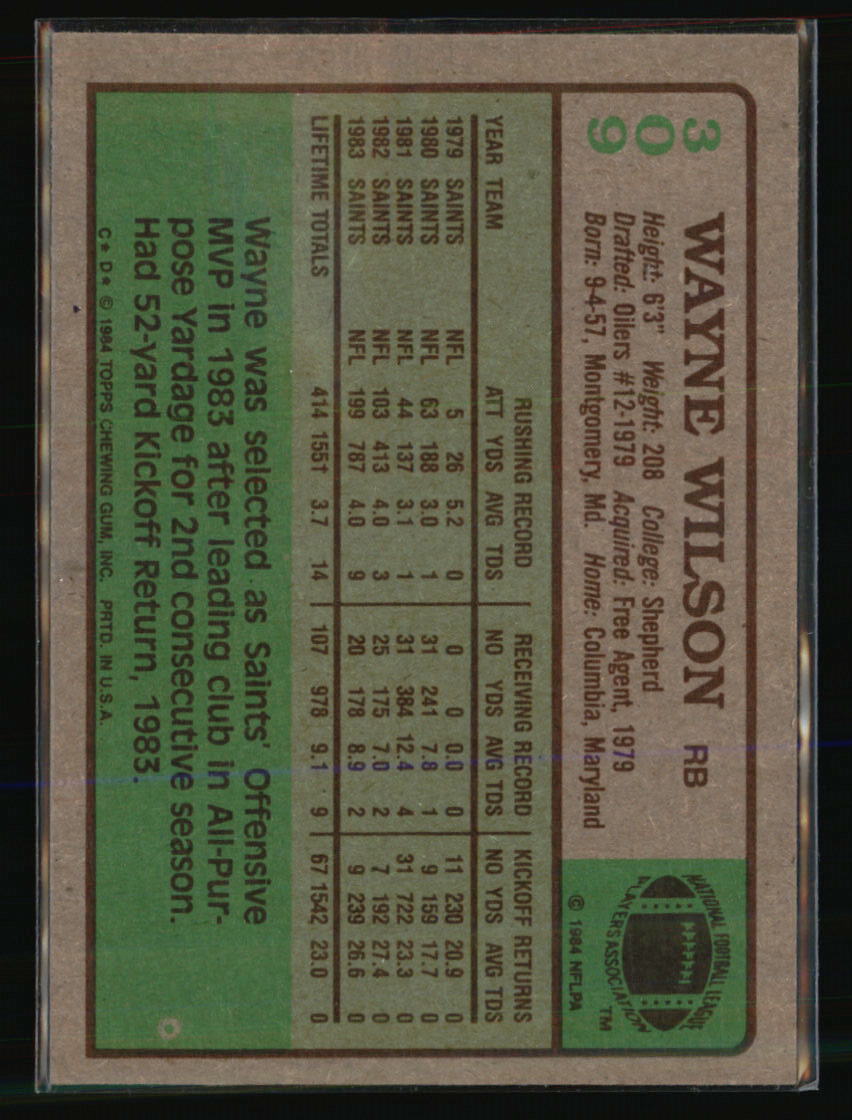 309
WAYNE WILSON RB
Height: 6'3" Weight: 208 College: Shepherd
Drafted: Oilers #12-1979 Acquired: Free Agent, 1979
Born: 9-4-57, Montgomery, Md. Home: Columbia, Maryland
NATIONAL FOOTBALL LEAGUE
PLAYERS ASSOCIATION
TM
© 1984 NFLPA
RUSHING RECORD RECEIVING RECORD KICKOFF RETURNS
YEAR TEAM ATT YDS AVG TDS NO YDS AVG TDS NO YDS AVG TDS
1979 SAINTS NFL 5 26 5.2 0 0 0 0.0 0 11 230 20.9 0
1980 SAINTS NFL 63 188 3.0 1 31 241 7.8 1 9 159 17.7 0
1981 SAINTS NFL 44 137 3.1 1 31 384 12.4 4 31 722 23.3 0
1982 SAINTS NFL 103 413 4.0 3 25 175 7.0 2 7 192 27.4 0
1983 SAINTS NFL 199 787 4.0 9 20 178 8.9 2 9 239 26.6 0
LIFETIME TOTALS 414 1551 3.7 14 107 978 9.1 9 67 1542 23.0 0
Wayne was selected as Saints' Offensive
MVP in 1983 after leading club in All-Pur-
pose Yardage for 2nd consecutive season.
Had 52-yard Kickoff Return, 1983.
C* D* © 1984 TOPPS CHEWING GUM, INC. PRTD. IN U.S.A.